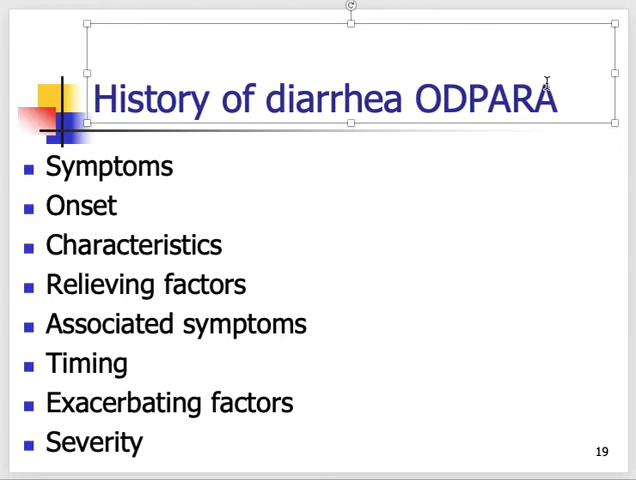 History of diarrhea ODPARA
Symptoms
Onset
Characteristics
Relieving factors
Associated symptoms
Timing
Exacerbating factors
Severity
19